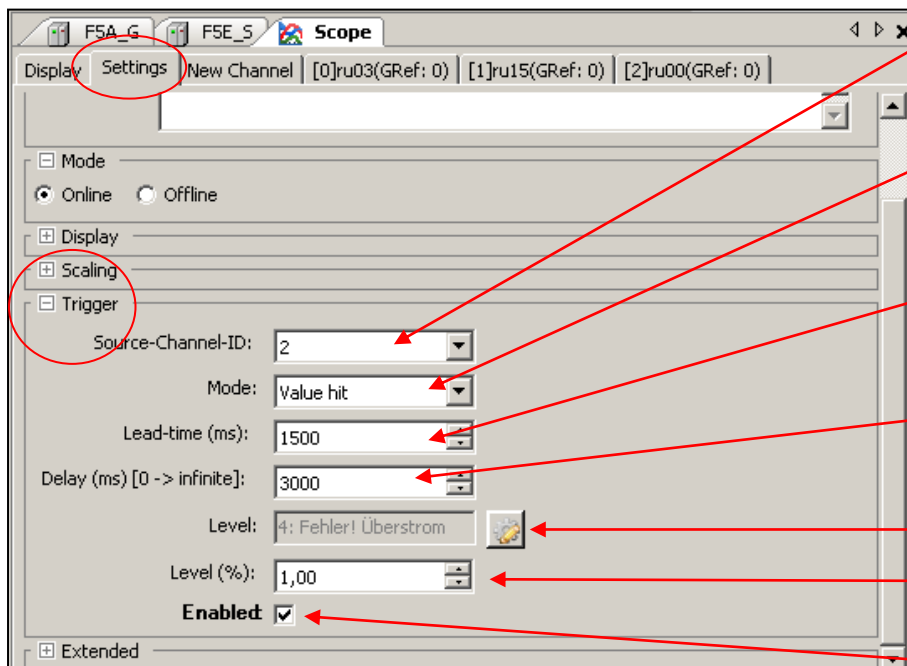 F5A_G F5E_S Scope
Display Settings New Channel [0]ru03(GRef: 0) [1]ru15(GRef: 0) [2]ru00(GRef: 0)
Mode
Online Offline
Display
Scaling
Trigger
Source-Channel-ID: 2
Mode: Value hit
Lead-time (ms): 1500
Delay (ms) [0 -> infinite]: 3000
Level: 4: Fehler! Überstrom
Level (%): 1,00
Enabled:
Extended